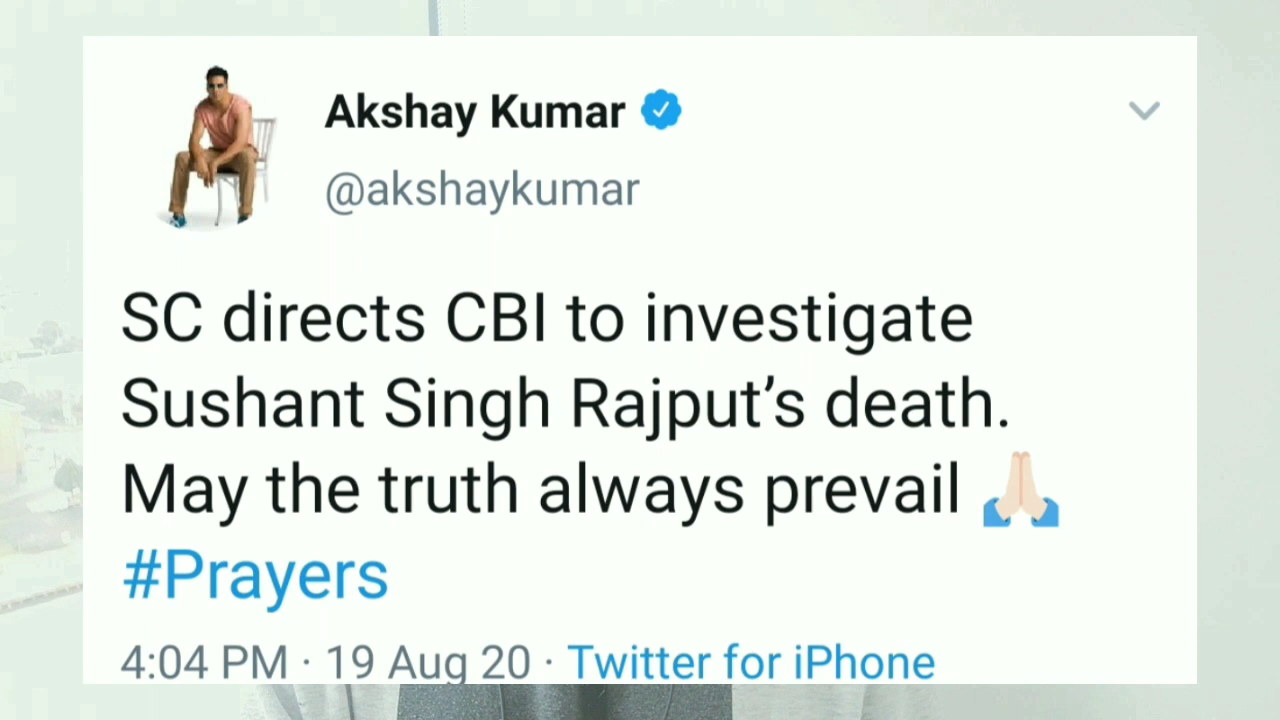 Akshay Kumar
@akshaykumar
SC directs CBI to investigate
Sushant Singh Rajput’s death.
May the truth always prevail 🙏🏻
#Prayers
4:04 PM · 19 Aug 20 · Twitter for iPhone